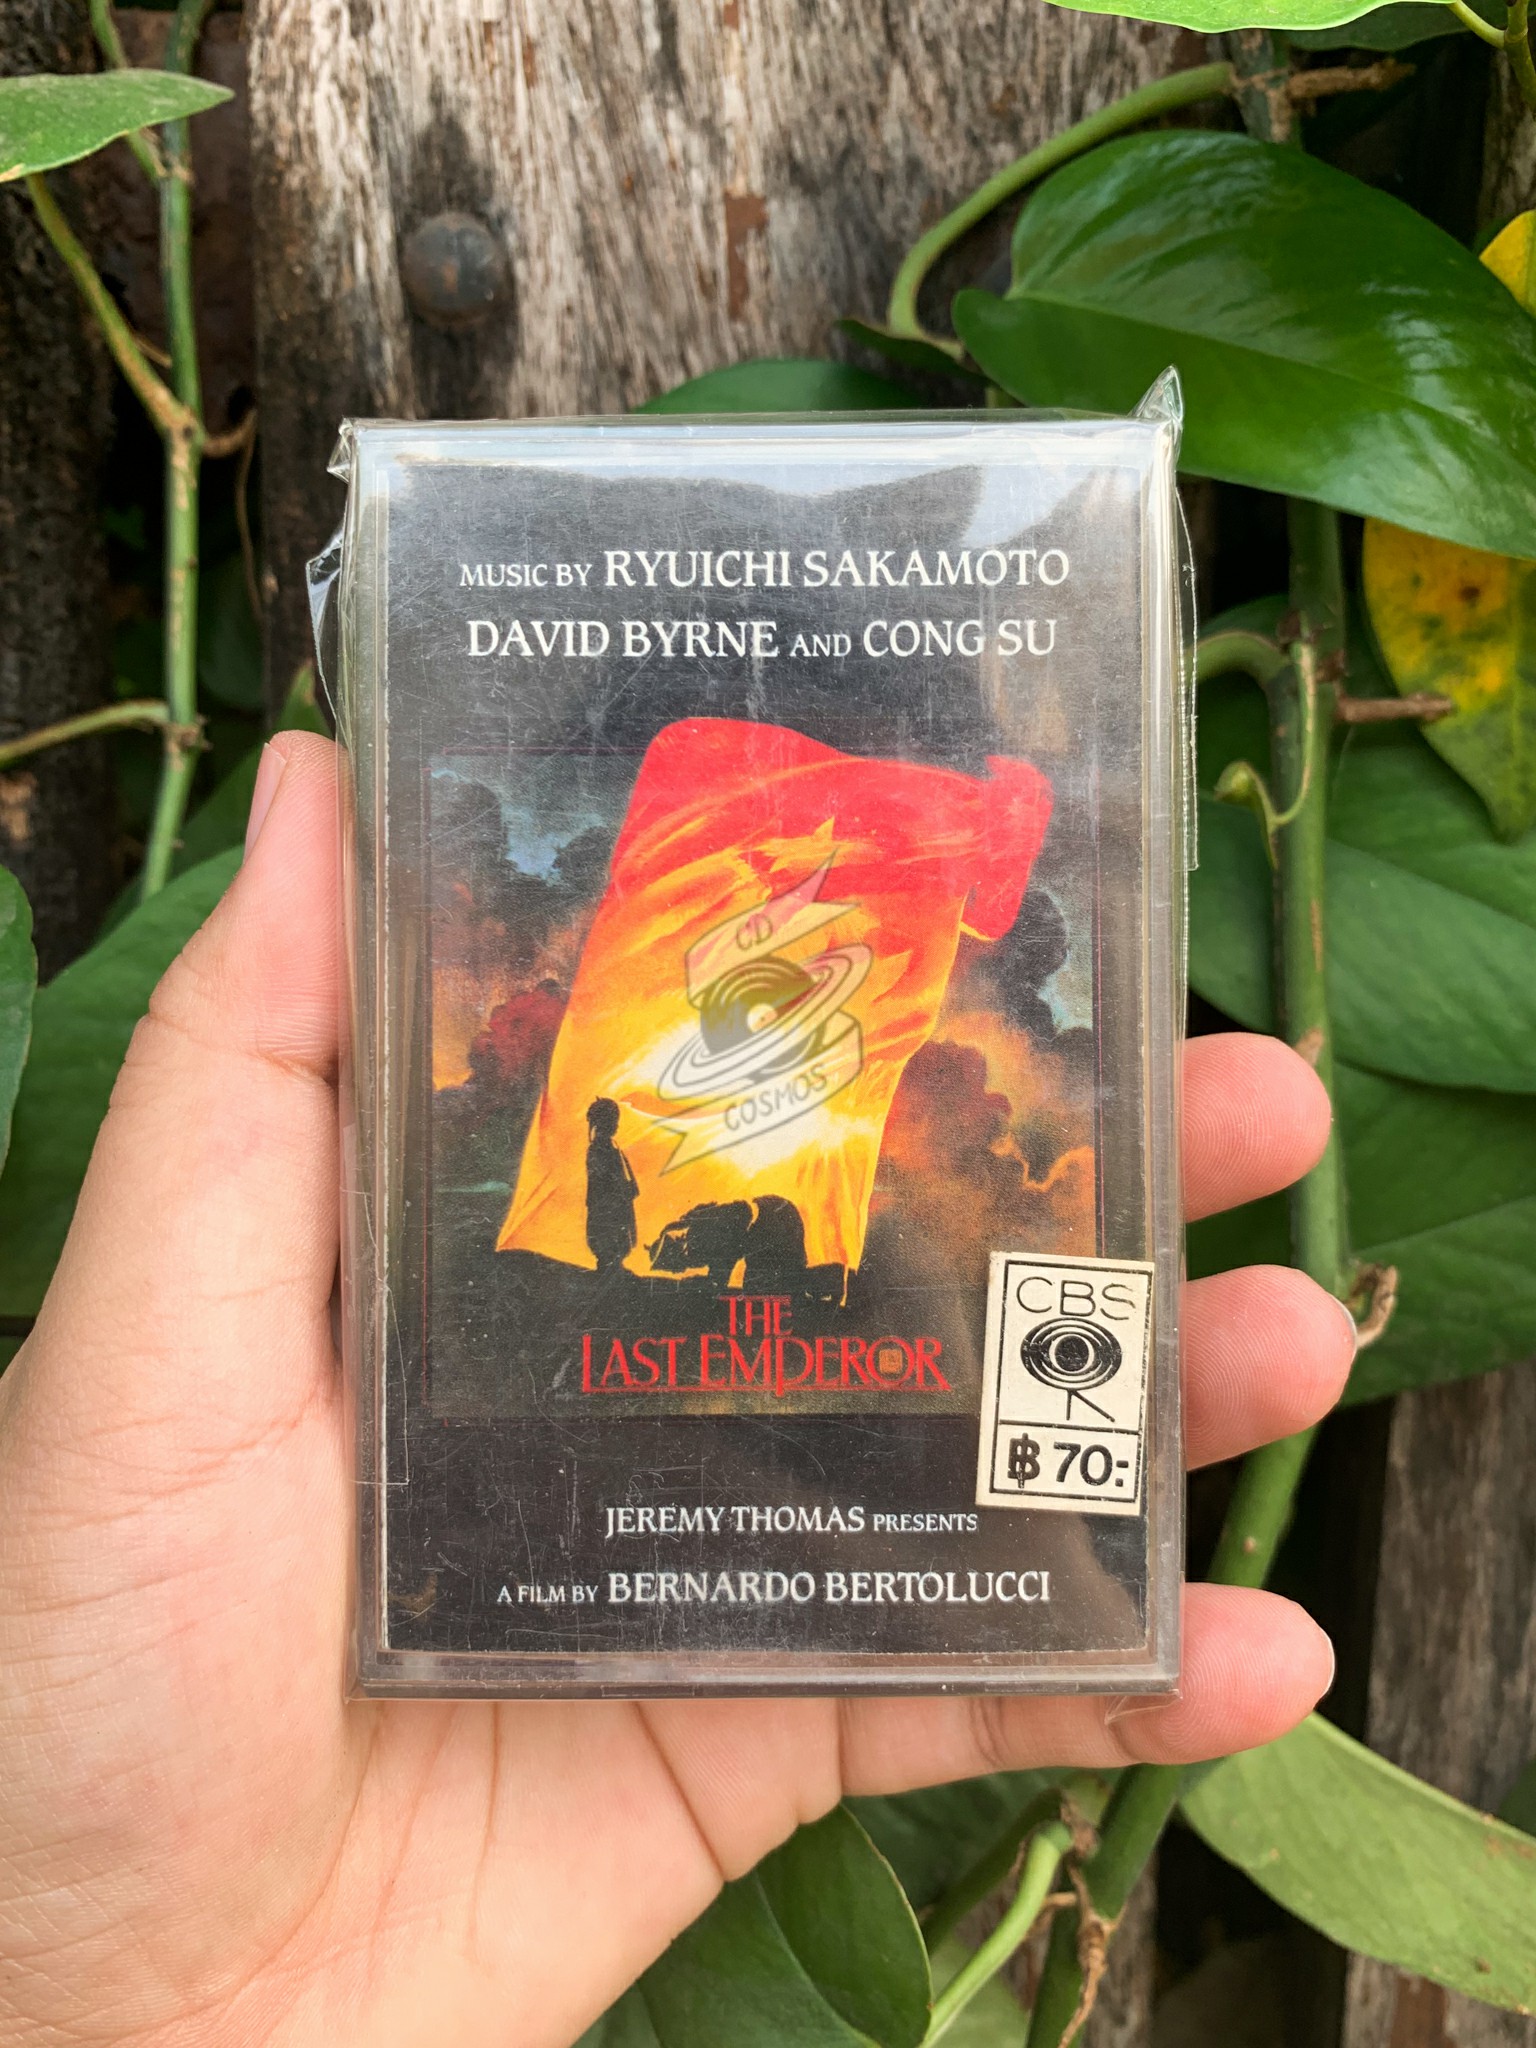 MUSIC BY RYUICHI SAKAMOTO
DAVID BYRNE AND CONG SU
CD
COSMOS
THE
LAST EMPEROR
CBS
฿ 70:-
JEREMY THOMAS PRESENTS
A FILM BY BERNARDO BERTOLUCCI